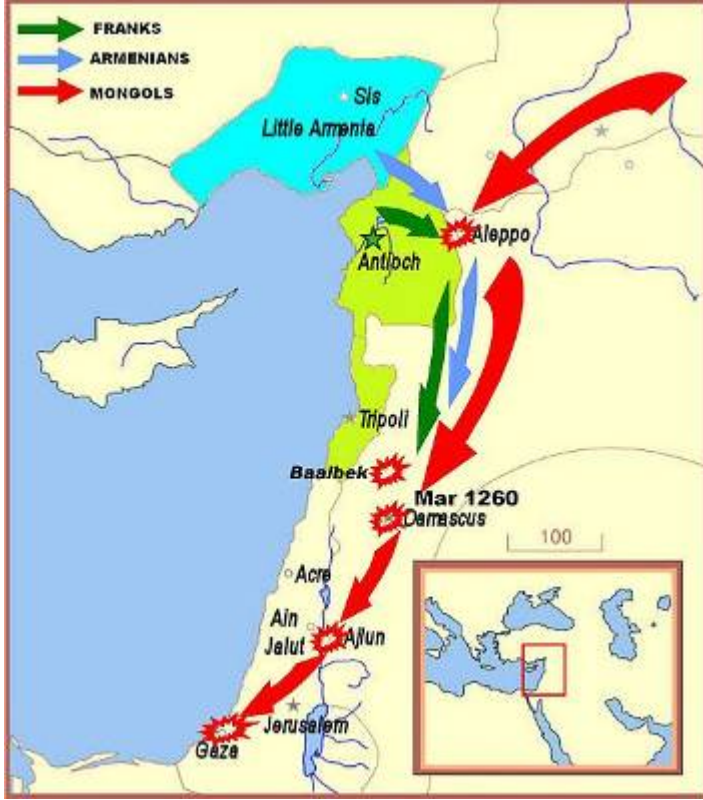 FRANKS
ARMENIANS
MONGOLS
Sis
Little Armenia
Aleppo
Antioch
Tripoli
Baalbek
Mar 1260
Damascus
100
Acre
Ain
Jalut
Ajlun
Jerusalem
Gaza